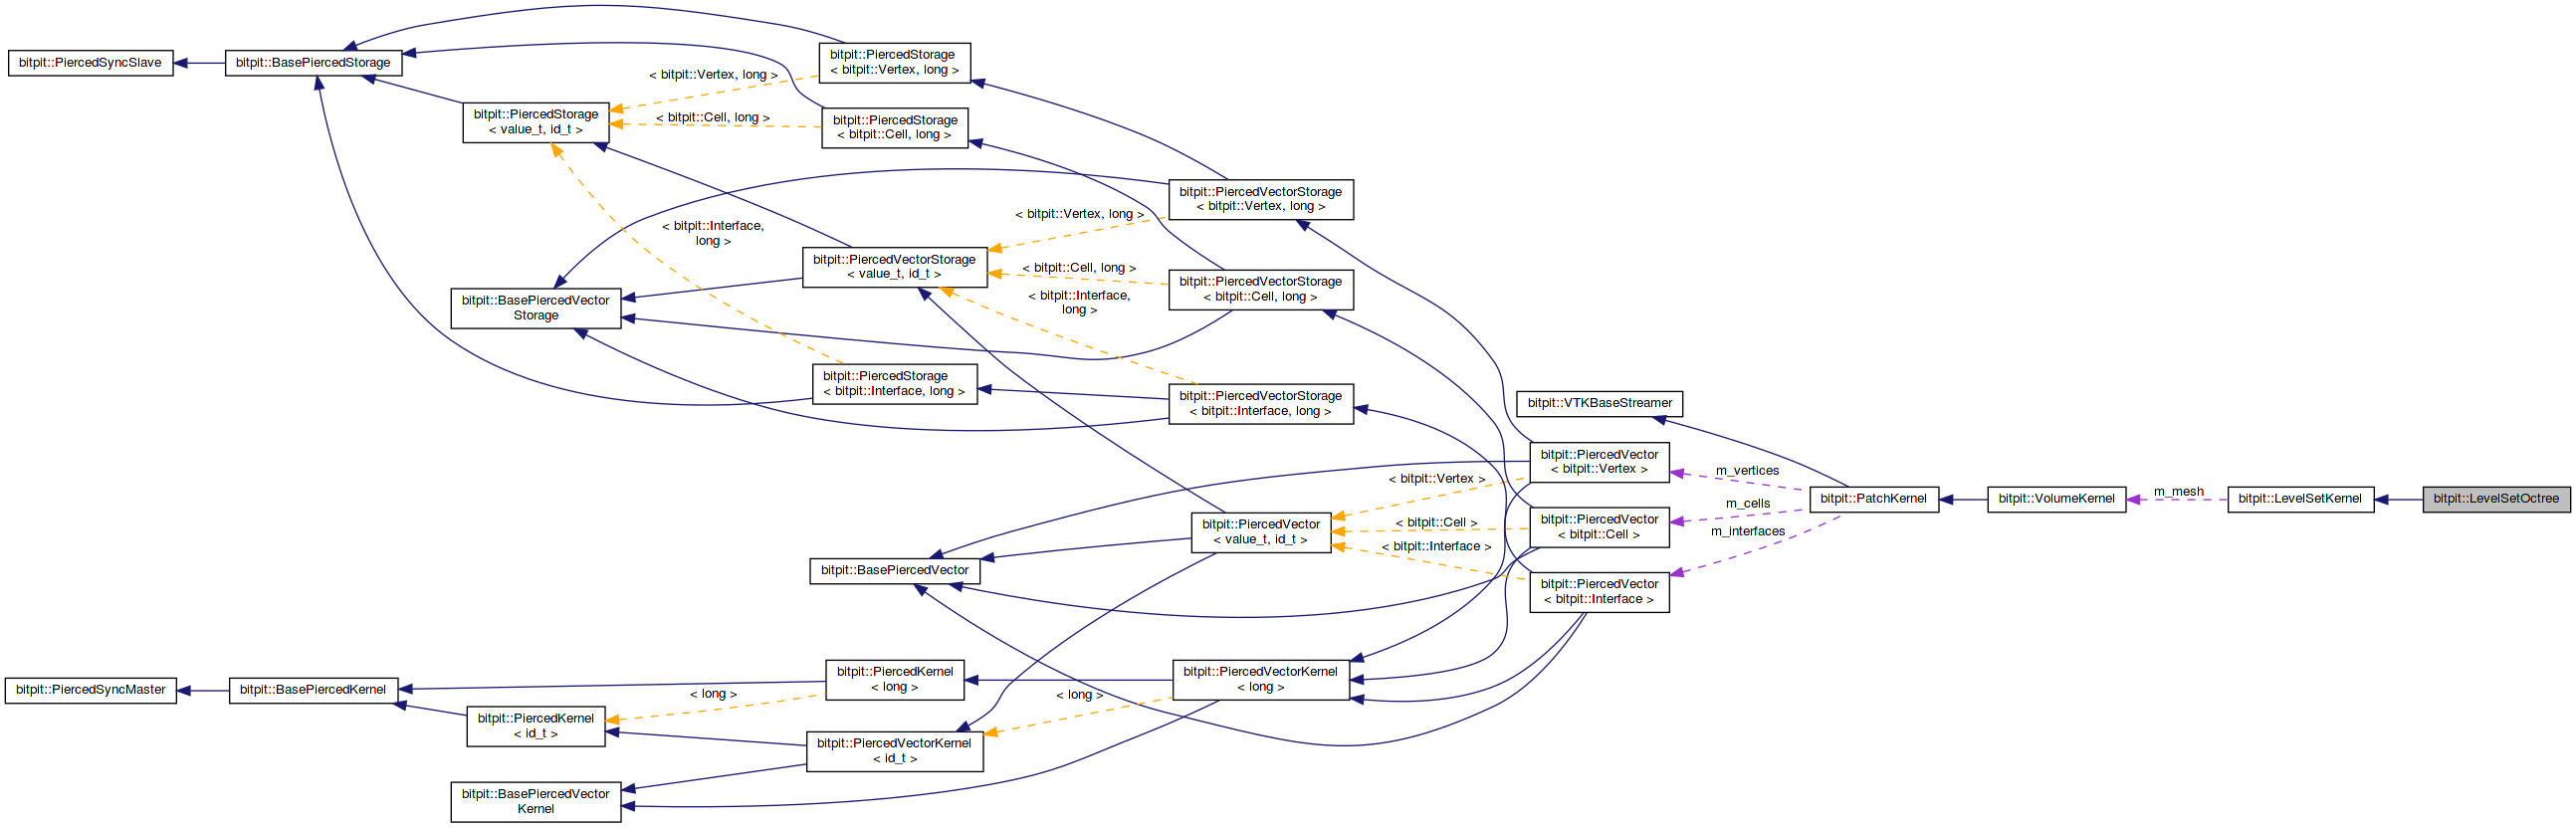 bitpit::PiercedSyncSlave
bitpit::BasePiercedStorage
bitpit::PiercedStorage
< bitpit::Vertex, long >
< bitpit::Vertex, long >
bitpit::PiercedStorage
< value_t, id_t >
< bitpit::Cell, long >
bitpit::PiercedStorage
< bitpit::Cell, long >
bitpit::PiercedVectorStorage
< bitpit::Vertex, long >
< bitpit::Vertex, long >
< bitpit::Interface,
long >
bitpit::PiercedVectorStorage
< value_t, id_t >
< bitpit::Cell, long >
bitpit::PiercedVectorStorage
< bitpit::Cell, long >
< bitpit::Interface,
long >
bitpit::BasePiercedVector
Storage
bitpit::PiercedStorage
< bitpit::Interface, long >
bitpit::PiercedVectorStorage
< bitpit::Interface, long >
bitpit::VTKBaseStreamer
bitpit::PiercedVector
< bitpit::Vertex >
m_vertices
< bitpit::Vertex >
bitpit::PatchKernel
bitpit::VolumeKernel
m_mesh
bitpit::LevelSetKernel
bitpit::LevelSetOctree
m_cells
bitpit::PiercedVector
< bitpit::Cell >
< bitpit::Cell >
bitpit::PiercedVector
< value_t, id_t >
m_interfaces
< bitpit::Interface >
bitpit::BasePiercedVector
bitpit::PiercedVector
< bitpit::Interface >
bitpit::PiercedSyncMaster
bitpit::BasePiercedKernel
bitpit::PiercedKernel
< long >
< long >
bitpit::PiercedVectorKernel
< long >
< long >
bitpit::PiercedKernel
< id_t >
bitpit::PiercedVectorKernel
< id_t >
bitpit::BasePiercedVector
Kernel